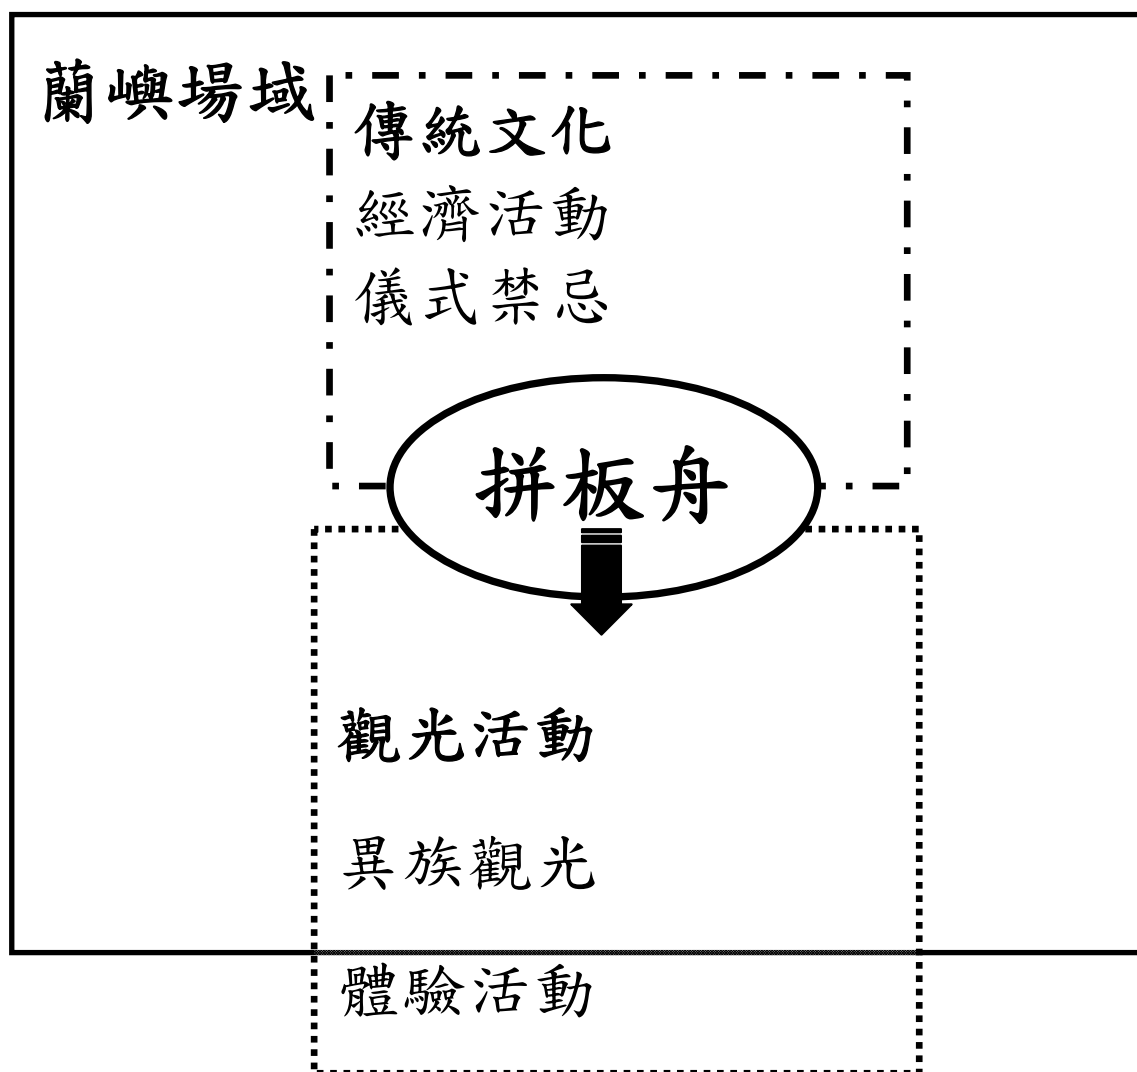 蘭嶼場域
傳統文化
經濟活動
儀式禁忌
拼板舟
觀光活動
異族觀光
體驗活動